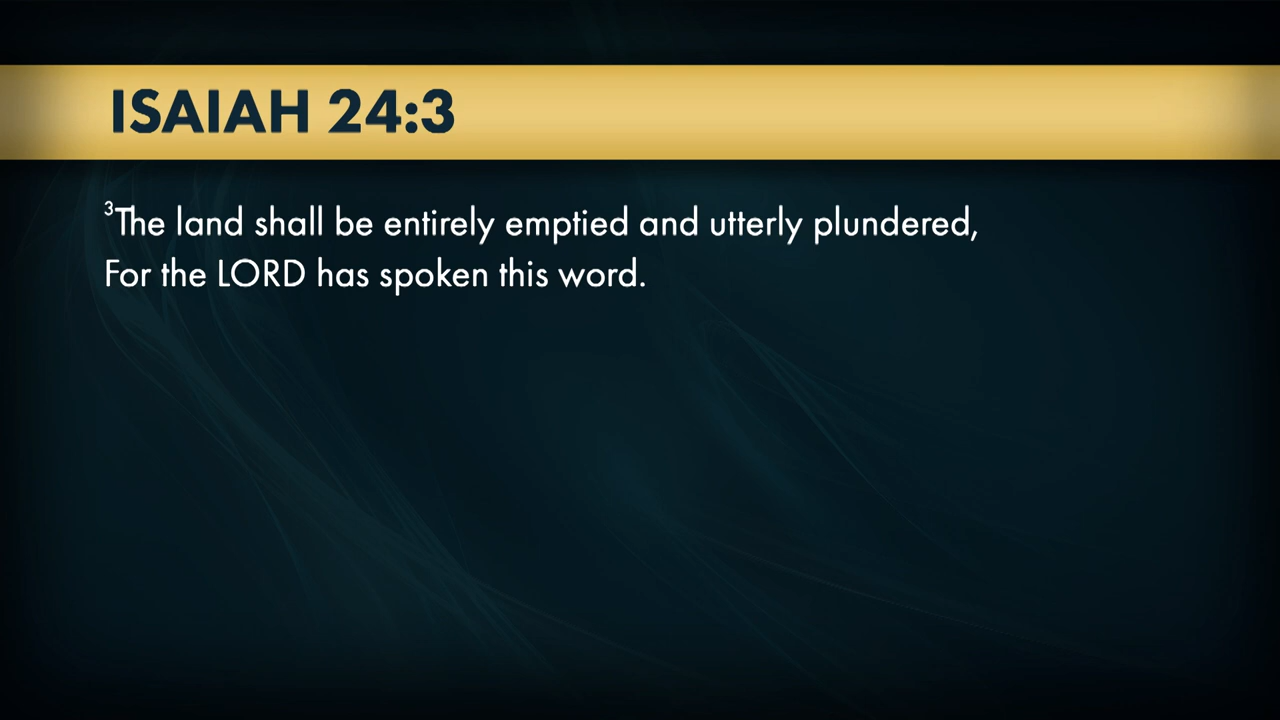 ISAIAH 24:3
³The land shall be entirely emptied and utterly plundered,
For the LORD has spoken this word.